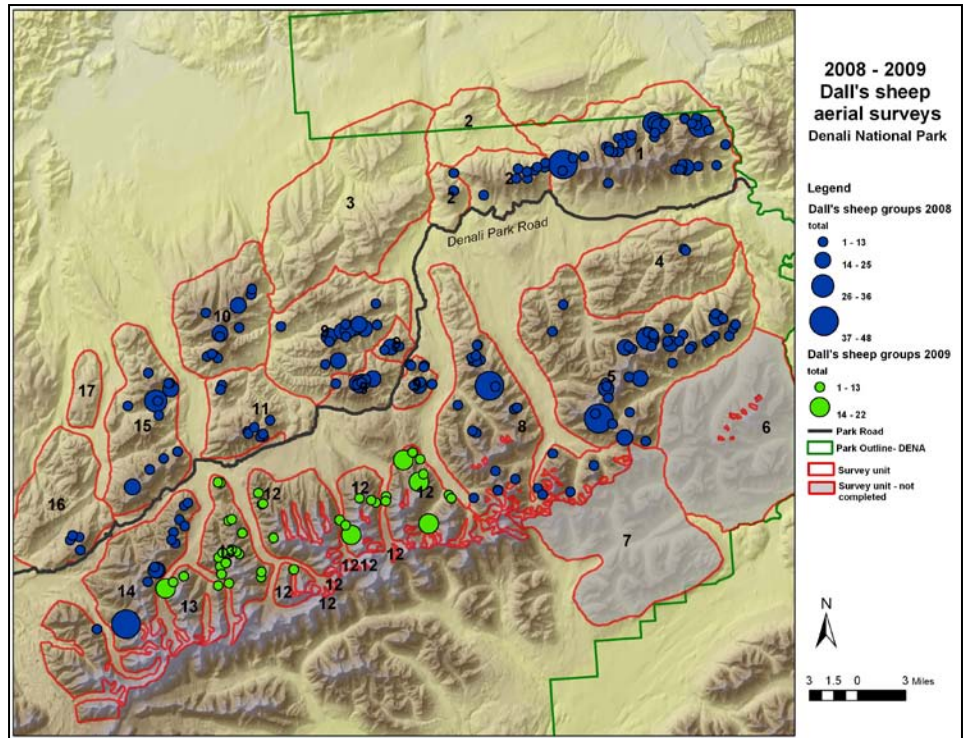 2008 - 2009
Dall's sheep
aerial surveys
Denali National Park
Legend
Dall's sheep groups 2008
total
1 - 13
14 - 25
26 - 36
37 - 48
Dall's sheep groups 2009
total
1 - 13
14 - 22
Park Road
Park Outline- DENA
Survey unit
Survey unit - not
completed
N
3 1.5 0 3 Miles
2
1
2
2
3
Denali Park Road
4
10
9
9
9
9
5
17
15
11
8
6
16
12
12
12
7
12
12 12
12
12
12
14
13